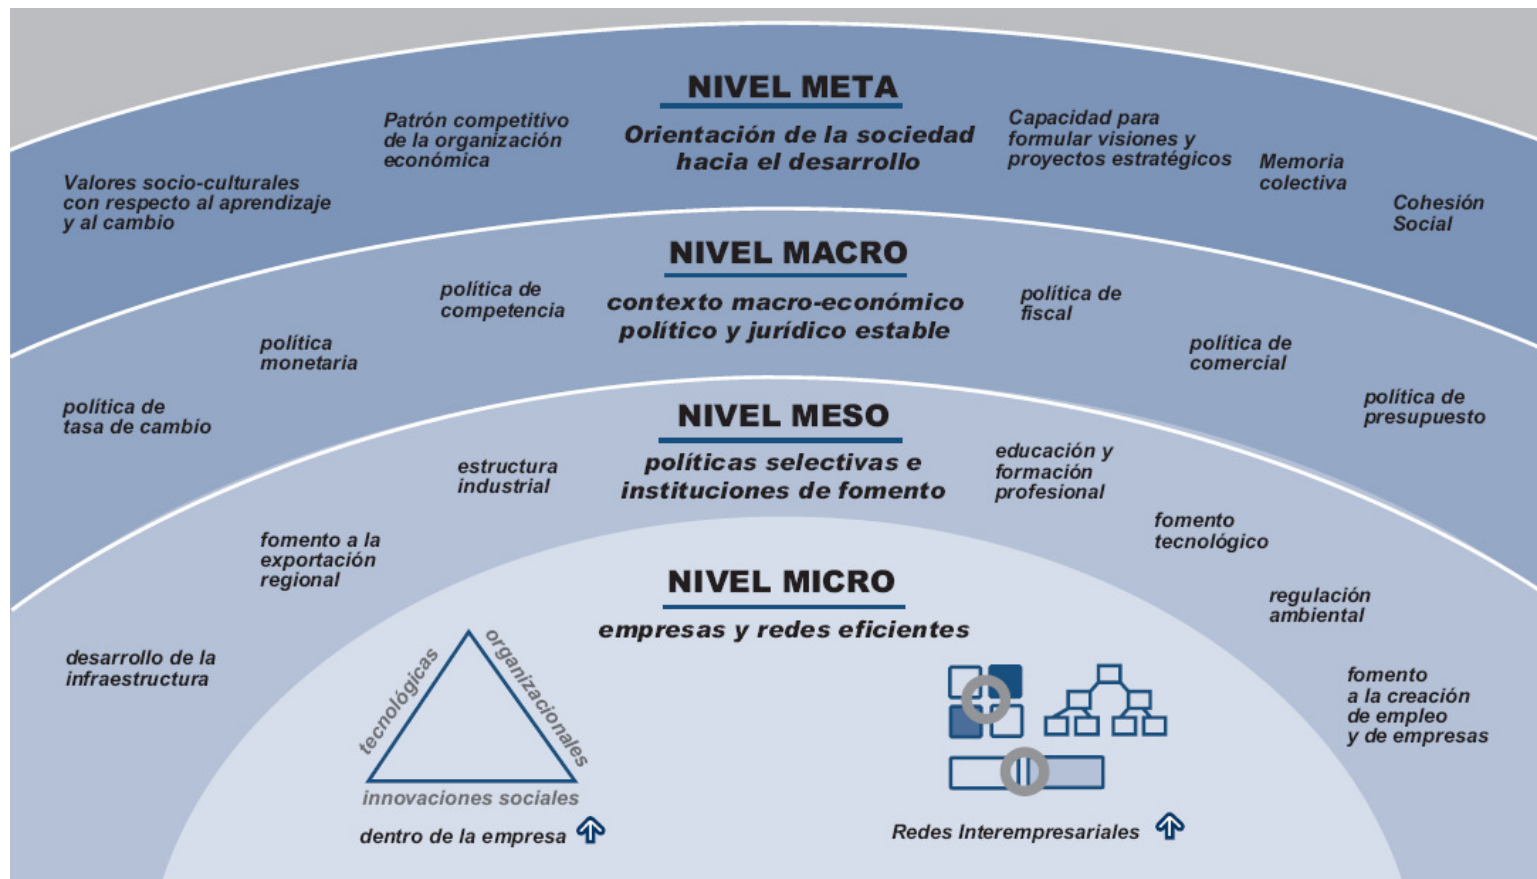 NIVEL META
Orientación de la sociedad
hacia el desarrollo
Valores socio-culturales
con respecto al aprendizaje
y al cambio
Patrón competitivo
de la organización
económica
Capacidad para
formular visiones y
proyectos estratégicos
Memoria
colectiva
Cohesión
Social
NIVEL MACRO
contexto macro-económico
político y jurídico estable
política de
tasa de cambio
política
monetaria
política de
competencia
política de
fiscal
política de
comercial
política de
presupuesto
NIVEL MESO
políticas selectivas e
instituciones de fomento
desarrollo de la
infraestructura
fomento a la
exportación
regional
estructura
industrial
educación y
formación
profesional
fomento
tecnológico
regulación
ambiental
fomento
a la creación
de empleo
y de empresas
NIVEL MICRO
empresas y redes eficientes
tecnológicas
organizacionales
innovaciones sociales
dentro de la empresa
Redes Interempresariales